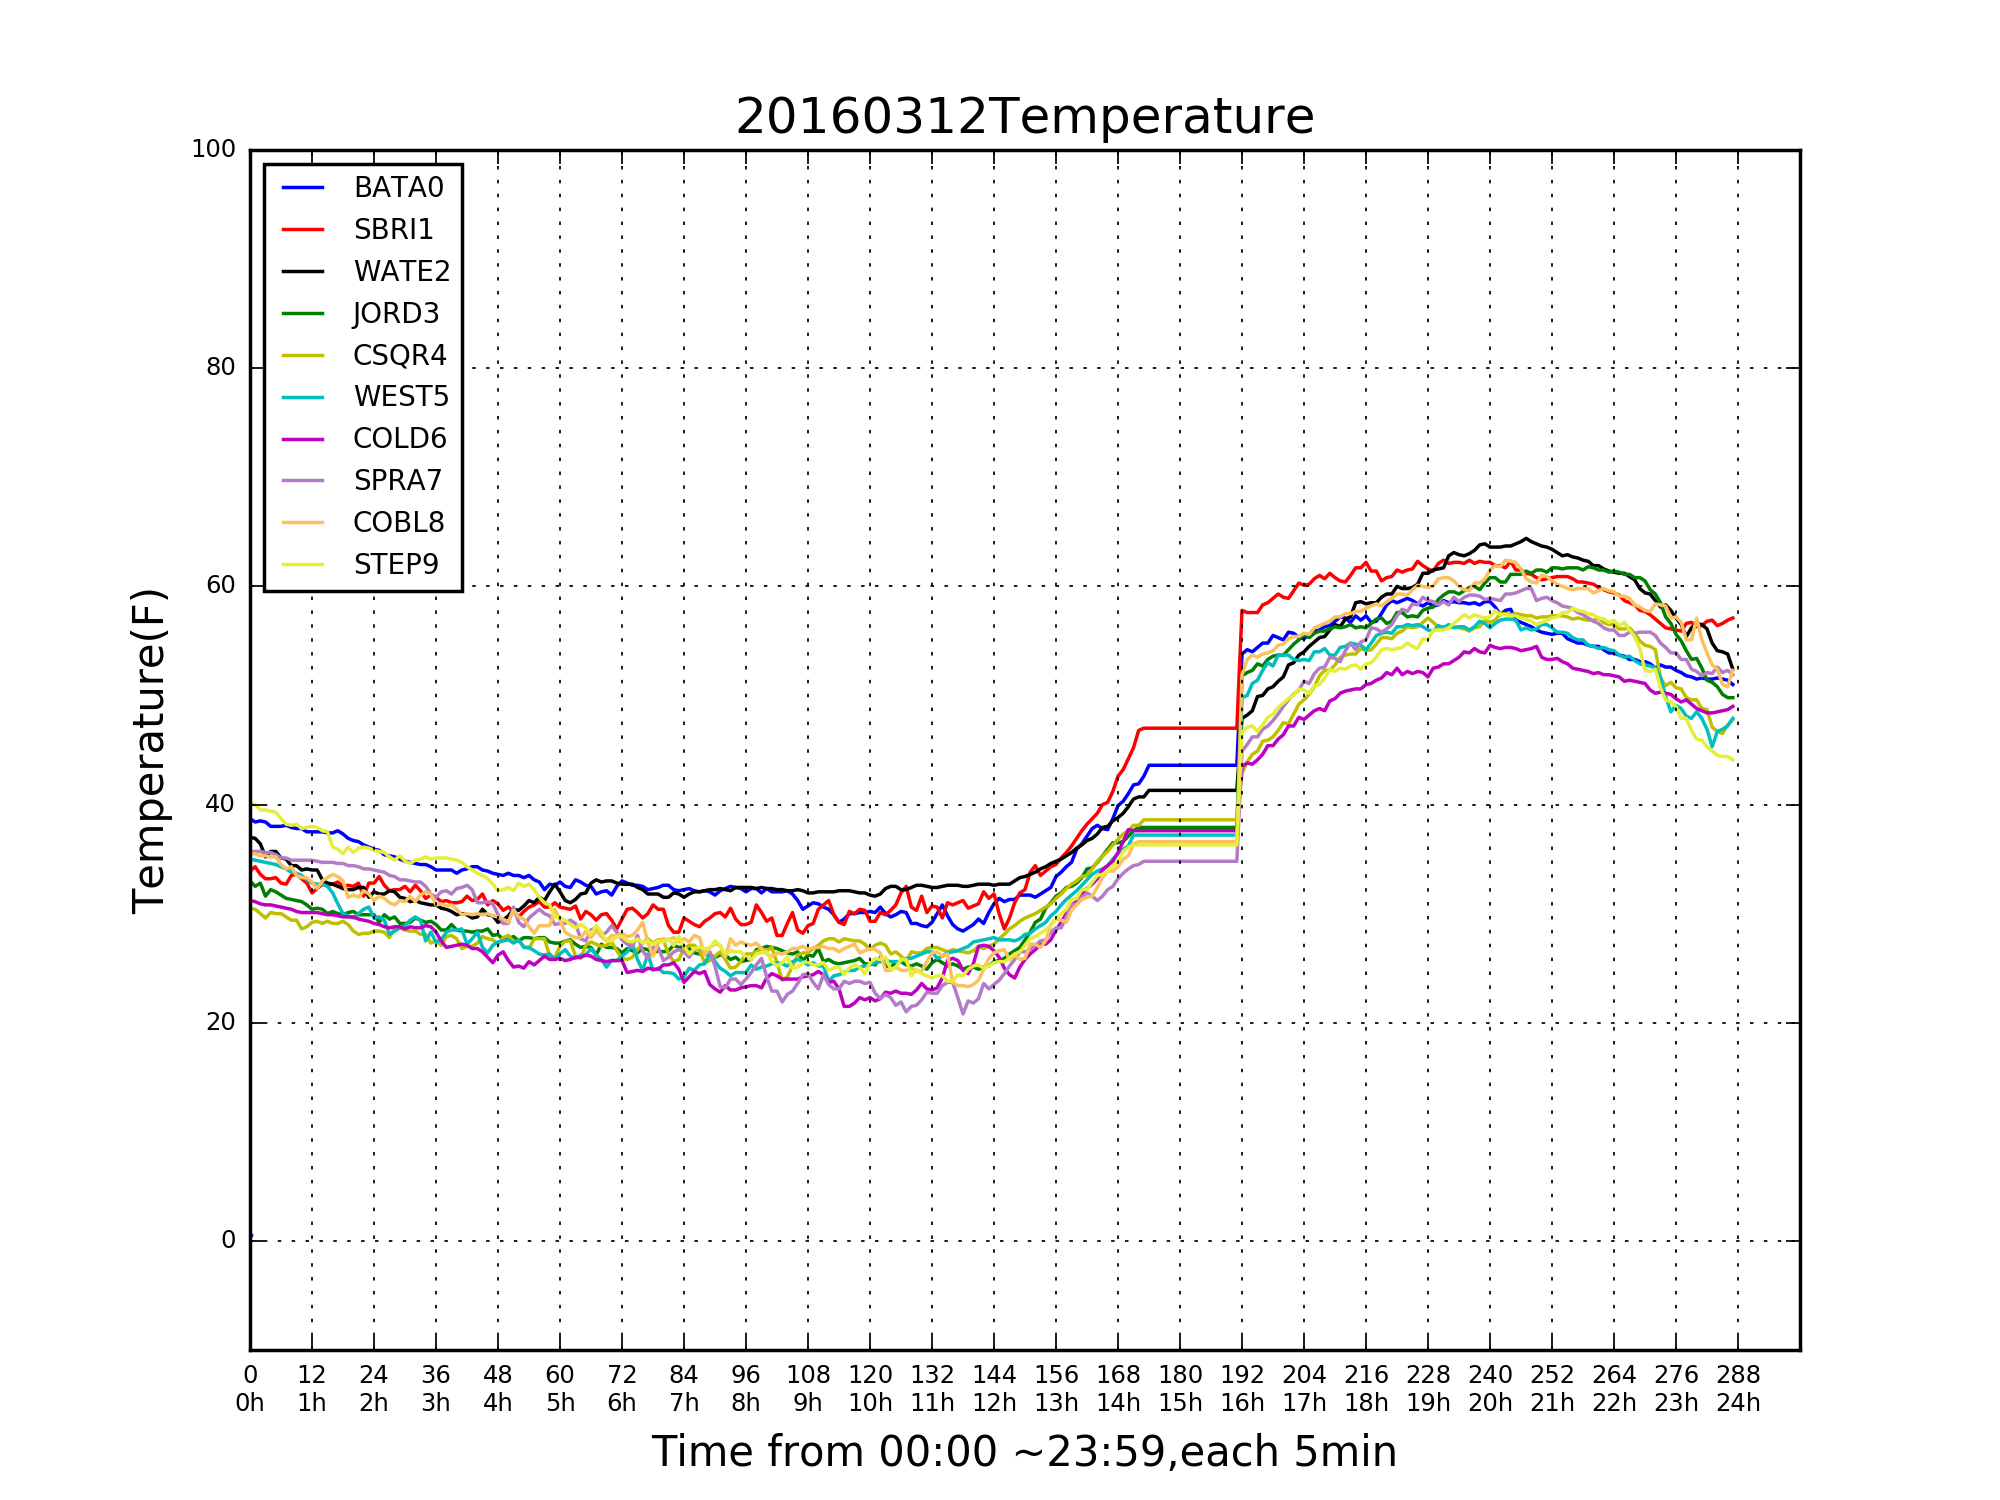 20160312Temperature
100
80
60
40
20
0
Temperature(F)
BATA0
SBRI1
WATE2
JORD3
CSQR4
WEST5
COLD6
SPRA7
COBL8
STEP9
0 12 24 36 48 60 72 84 96 108 120 132 144 156 168 180 192 204 216 228 240 252 264 276 288
0h 1h 2h 3h 4h 5h 6h 7h 8h 9h 10h 11h 12h 13h 14h 15h 16h 17h 18h 19h 20h 21h 22h 23h 24h
Time from 00:00 ~23:59,each 5min